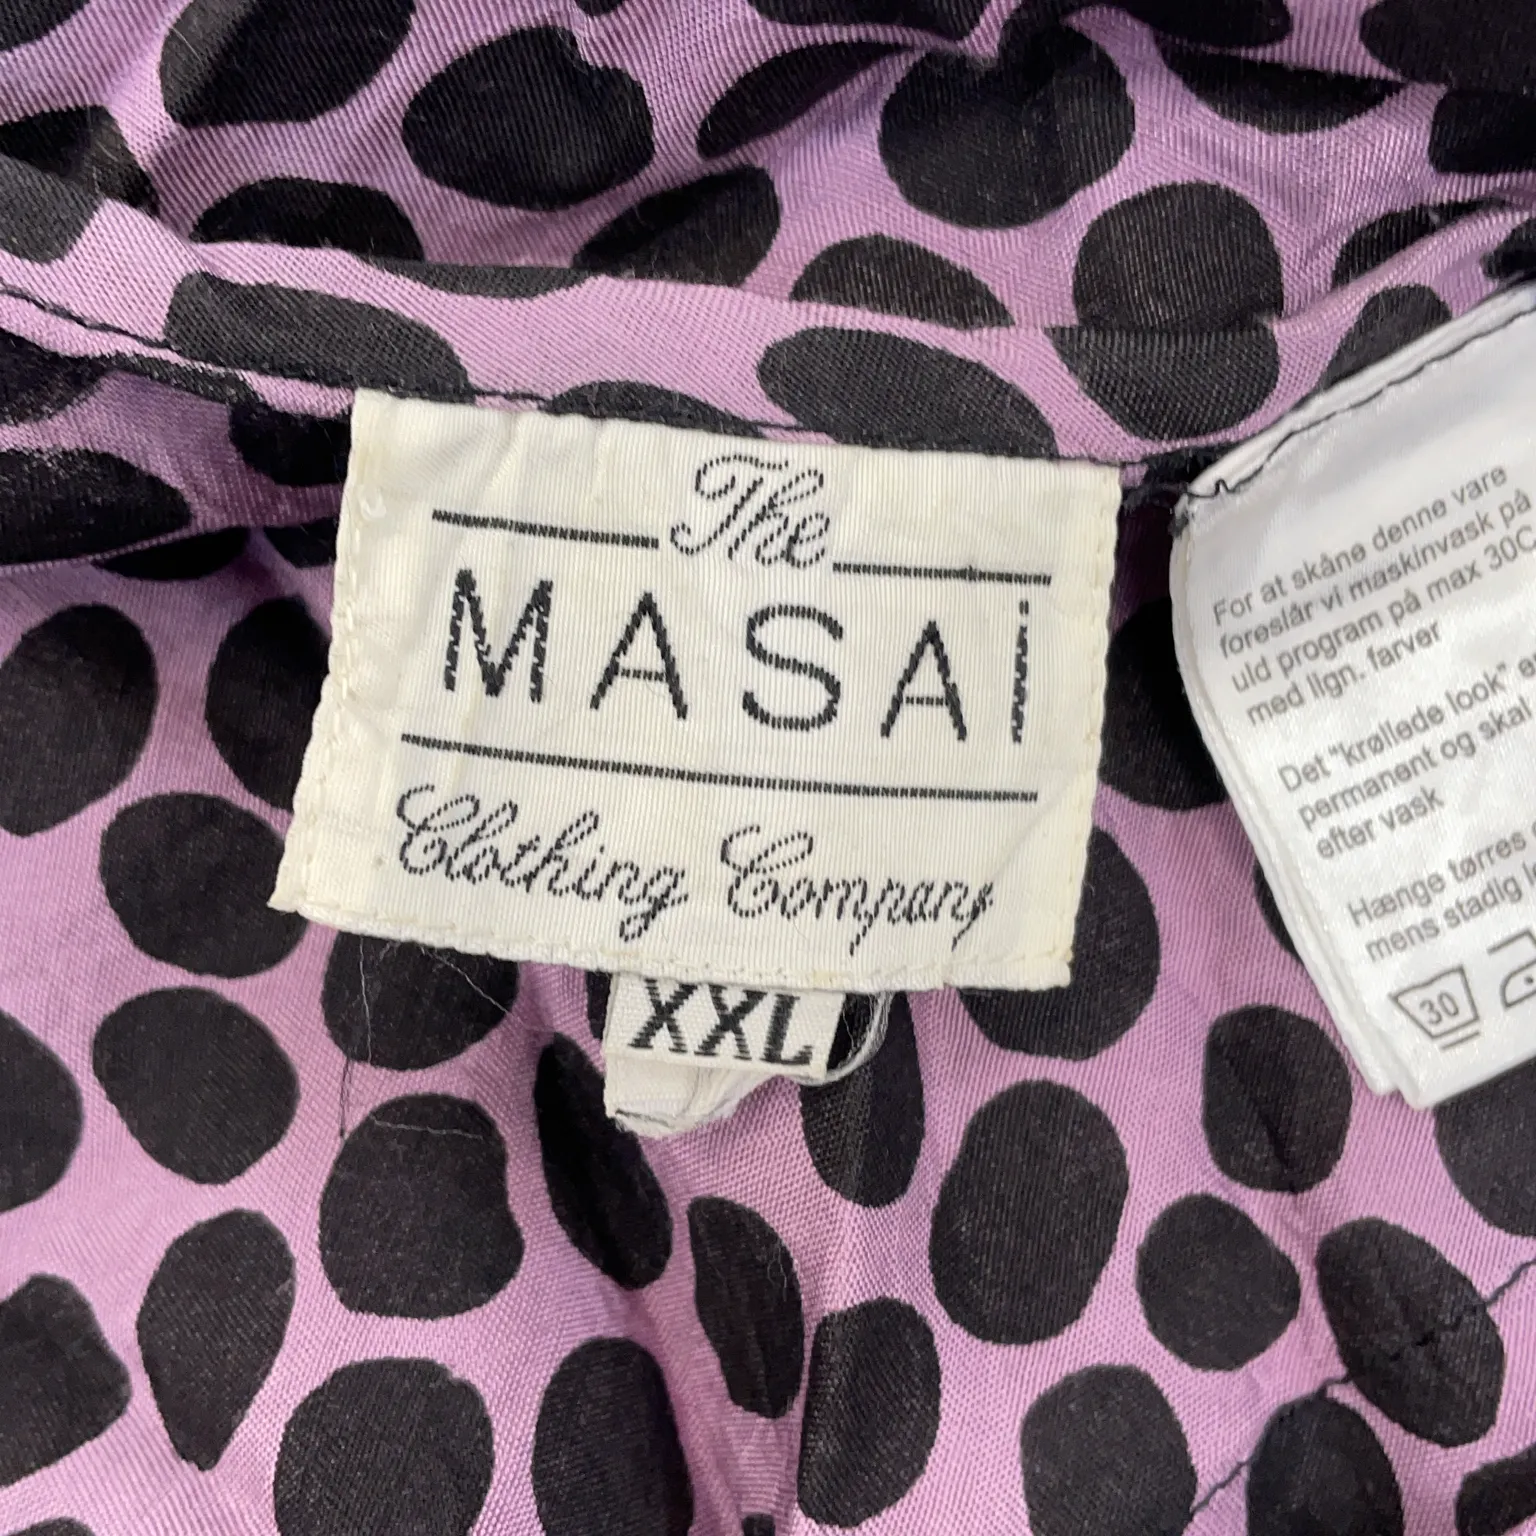 The
MASAi
Clothing Company
XXL
For at skåne denne vare
foreslår vi maskinvask på
uld program på max 30C
med lign. farver
Det "krøllede look"
permanent og skal
efter vask
Hænge tørres
mens stadig
30